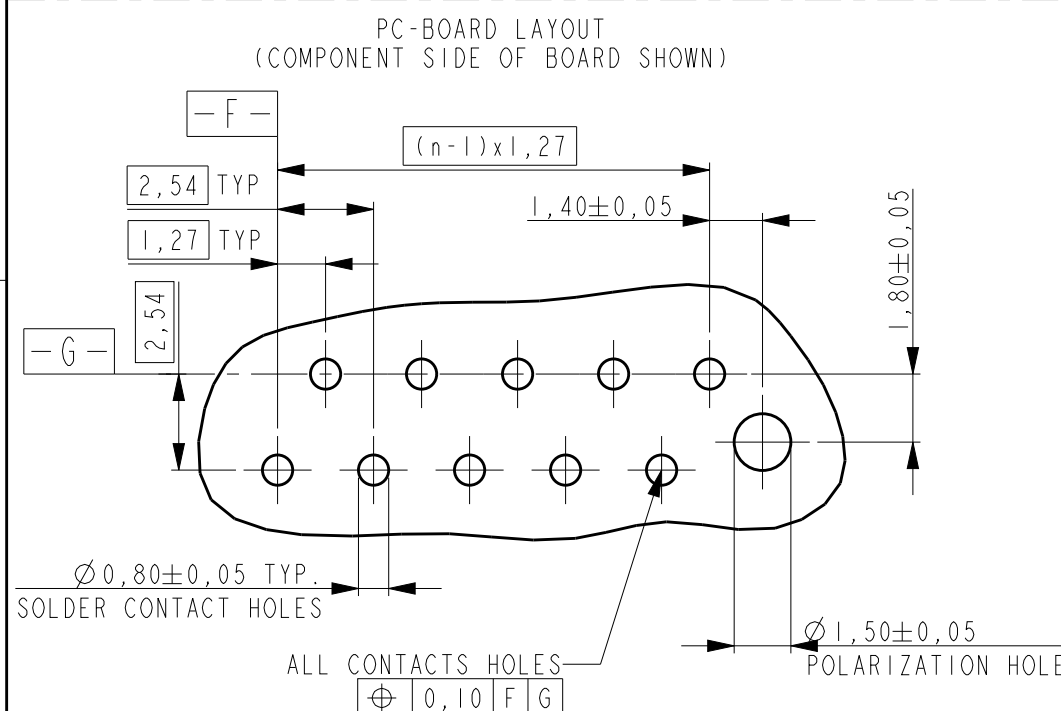 PC-BOARD LAYOUT
(COMPONENT SIDE OF BOARD SHOWN)
-F-
(n-1)x1,27
2,54 TYP
1,40±0,05
1,80±0,05
1,27 TYP
2,54
-G-
Ø0,80±0,05 TYP.
SOLDER CONTACT HOLES
Ø1,50±0,05
POLARIZATION HOLE
ALL CONTACTS HOLES
⌖ 0,10 F G